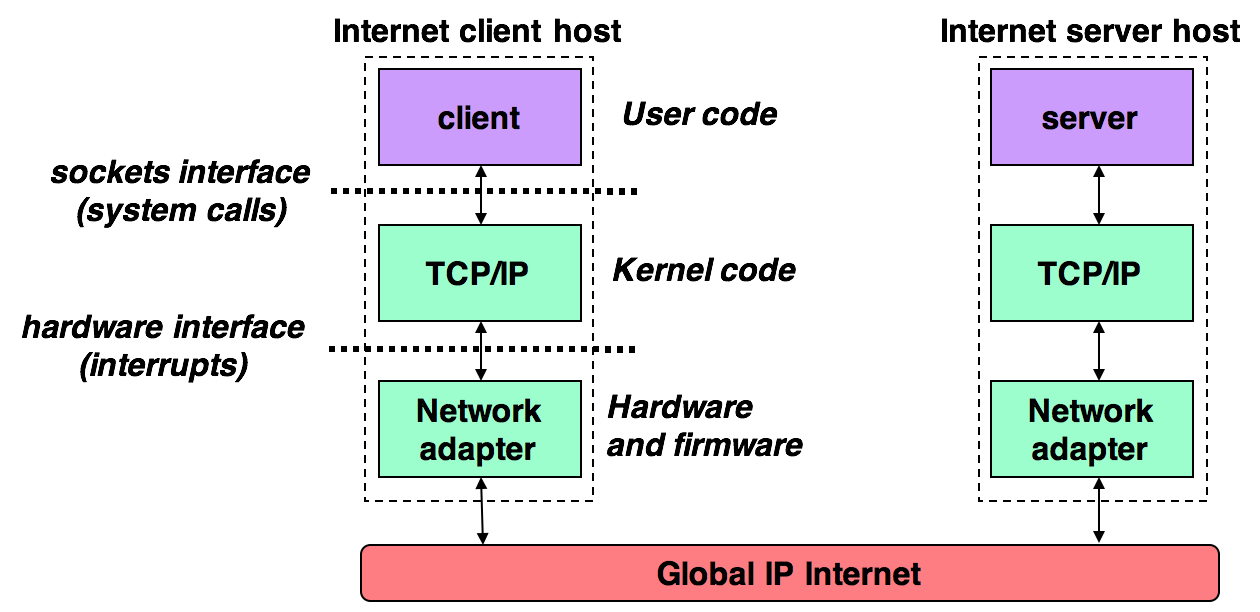 Internet client host
Internet server host
client
User code
server
sockets interface
(system calls)
TCP/IP
Kernel code
TCP/IP
hardware interface
(interrupts)
Network
adapter
Hardware
and firmware
Network
adapter
Global IP Internet